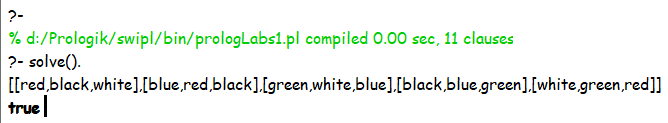 ?-
% d:/Prologik/swipl/bin/prologLabs1.pl compiled 0.00 sec, 11 clauses
?- solve().
[[red,black,white],[blue,red,black],[green,white,blue],[black,blue,green],[white,green,red]]
true